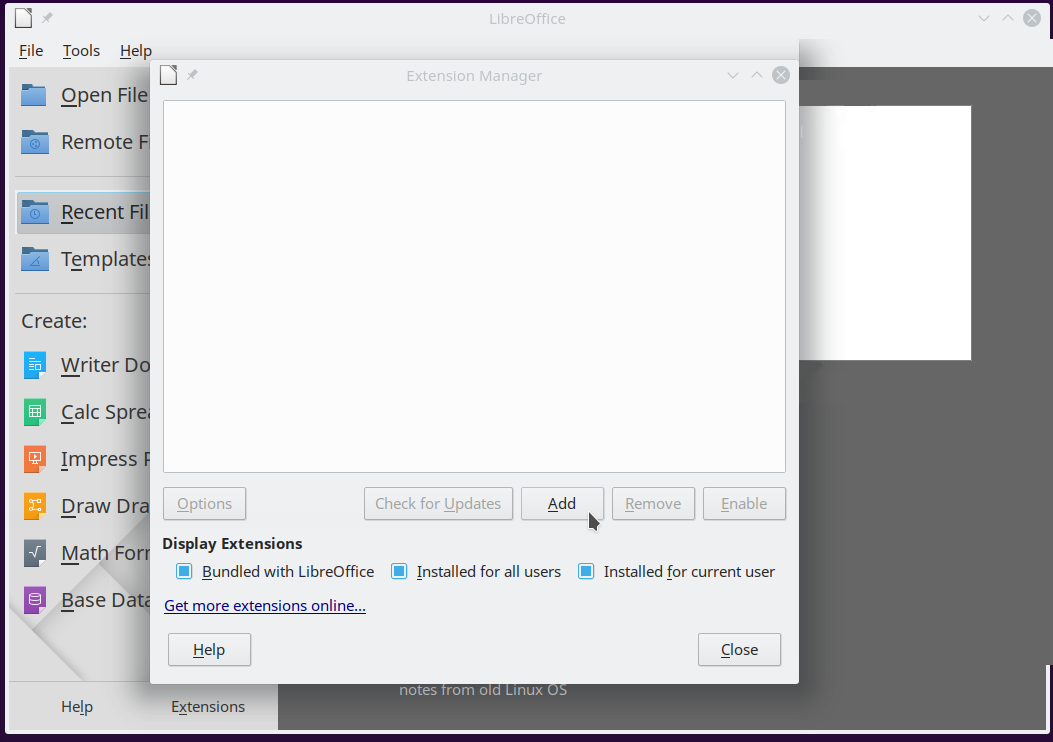 LibreOffice
File Tools Help
Extension Manager
Open File
Remote F
Recent Fil
Templates
Create:
Writer Do
Calc Sprea
Impress P
Draw Dra
Math Forr
Base Data
Options Check for Updates Add Remove Enable
Display Extensions
Bundled with LibreOffice Installed for all users Installed for current user
Get more extensions online...
Help Close
notes from old Linux OS
Help Extensions